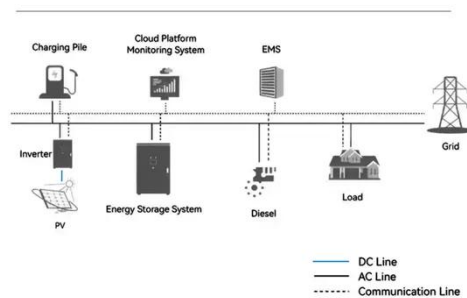 Charging Pile
Cloud Platform
Monitoring System
EMS
Grid
Inverter
PV
Energy Storage System
Diesel
Load
DC Line
AC Line
Communication Line